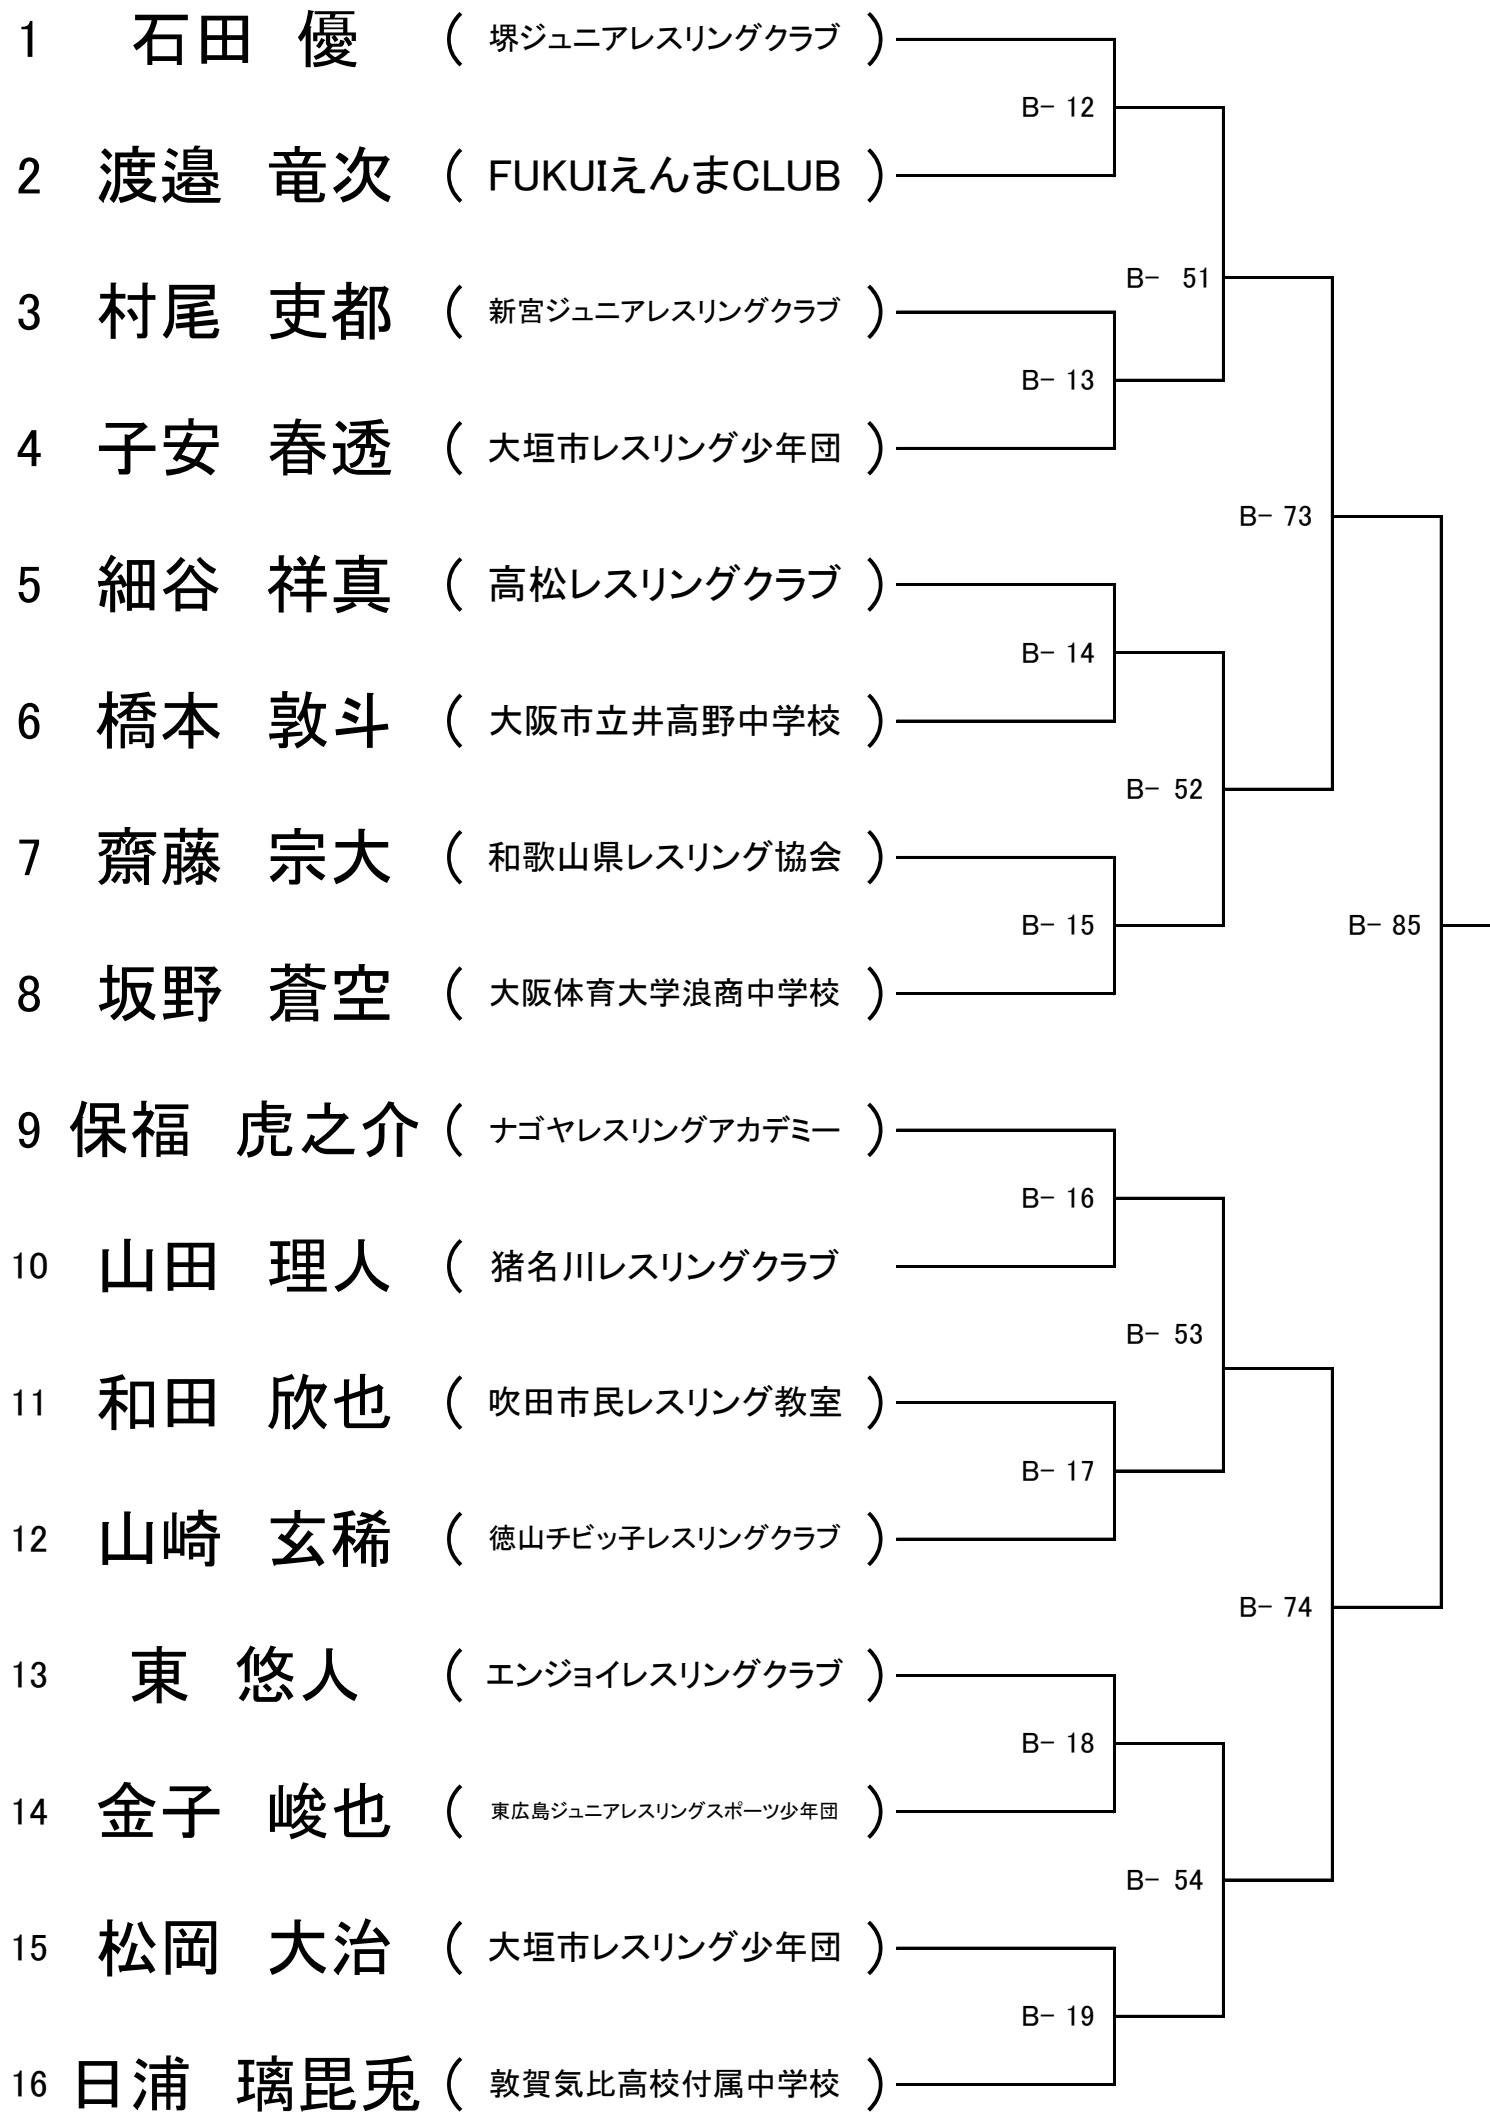 1 石田 優 ( 堺ジュニアレスリングクラブ )
B- 12
2 渡邉 竜次 ( FUKUIえんまCLUB )
B- 51
3 村尾 吏都 ( 新宮ジュニアレスリングクラブ )
B- 13
4 子安 春透 ( 大垣市レスリング少年団 )
B- 73
5 細谷 祥真 ( 高松レスリングクラブ )
B- 14
6 橋本 敦斗 ( 大阪市立井高野中学校 )
B- 52
7 齋藤 宗大 ( 和歌山県レスリング協会 )
B- 15
B- 85
8 坂野 蒼空 ( 大阪体育大学浪商中学校 )
9 保福 虎之介 ( ナゴヤレスリングアカデミー )
B- 16
10 山田 理人 ( 猪名川レスリングクラブ
B- 53
11 和田 欣也 ( 吹田市民レスリング教室 )
B- 17
12 山崎 玄稀 ( 徳山チビッ子レスリングクラブ )
B- 74
13 東 悠人 ( エンジョイレスリングクラブ )
B- 18
14 金子 峻也 ( 東広島ジュニアレスリングスポーツ少年団 )
B- 54
15 松岡 大治 ( 大垣市レスリング少年団 )
B- 19
16 日浦 璃毘兎 ( 敦賀気比高校付属中学校 )